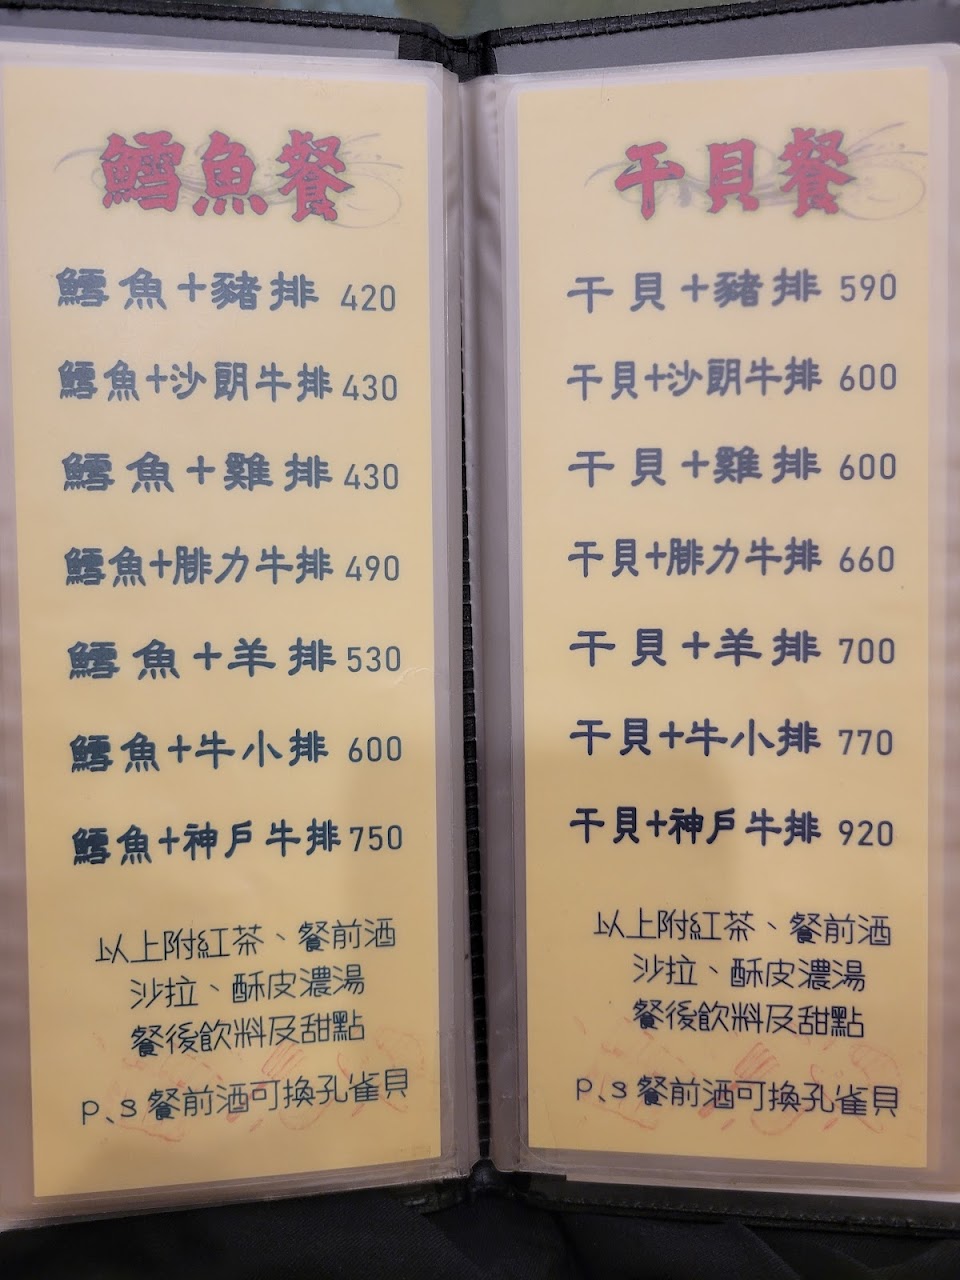 鱈魚餐
鱈魚+豬排 420
鱈魚+沙朗牛排 430
鱈魚+雞排 430
鱈魚+腓力牛排 490
鱈魚+羊排 530
鱈魚+牛小排 600
鱈魚+神戶牛排 750
以上附紅茶、餐前酒
沙拉、酥皮濃湯
餐後飲料及甜點
p、s 餐前酒可換孔雀貝
干貝餐
干貝+豬排 590
干貝+沙朗牛排 600
干貝+雞排 600
干貝+腓力牛排 660
干貝+羊排 700
干貝+牛小排 770
干貝+神戶牛排 920
以上附紅茶、餐前酒
沙拉、酥皮濃湯
餐後飲料及甜點
p、s 餐前酒可換孔雀貝